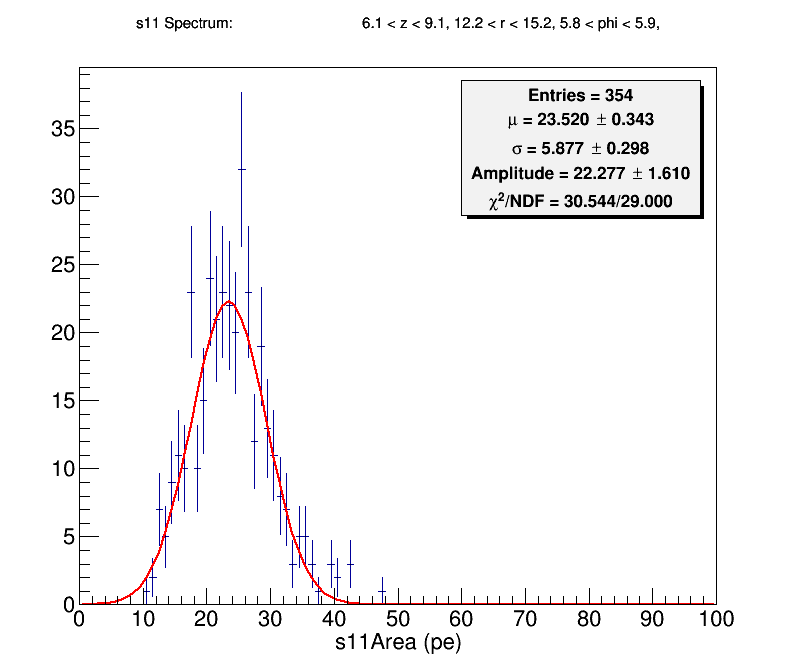 s11 Spectrum: 6.1 < z < 9.1, 12.2 < r < 15.2, 5.8 < phi < 5.9,
Entries = 354
μ = 23.520 ± 0.343
σ = 5.877 ± 0.298
Amplitude = 22.277 ± 1.610
χ²/NDF = 30.544/29.000
35
30
25
20
15
10
5
0
0 10 20 30 40 50 60 70 80 90 100
s11Area (pe)